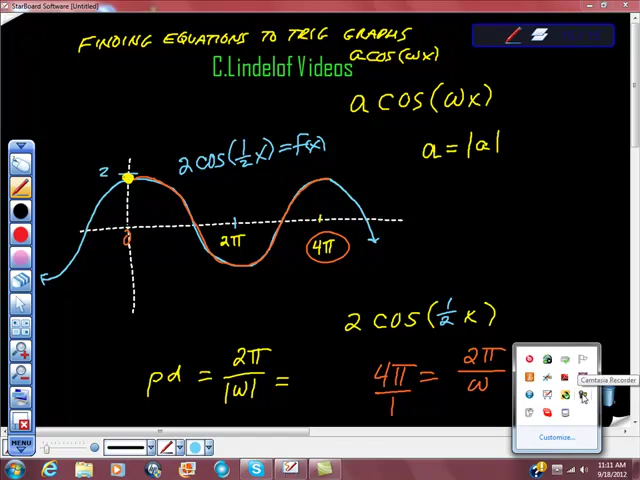 StarBoard Software [Untitled]
FINDING EQUATIONS TO TRIG GRAPHS
a cos(ωx)
C.Lindelof Videos
a cos(ωx)
a = |a|
2
2cos(1/2 x) = f(x)
0
2π
4π
2 cos(1/2 x)
pd = 2π/|w| =
4π/1 = 2π/ω
Camtasia Recorder
Customize...
MENU
11:11 AM
9/18/2012